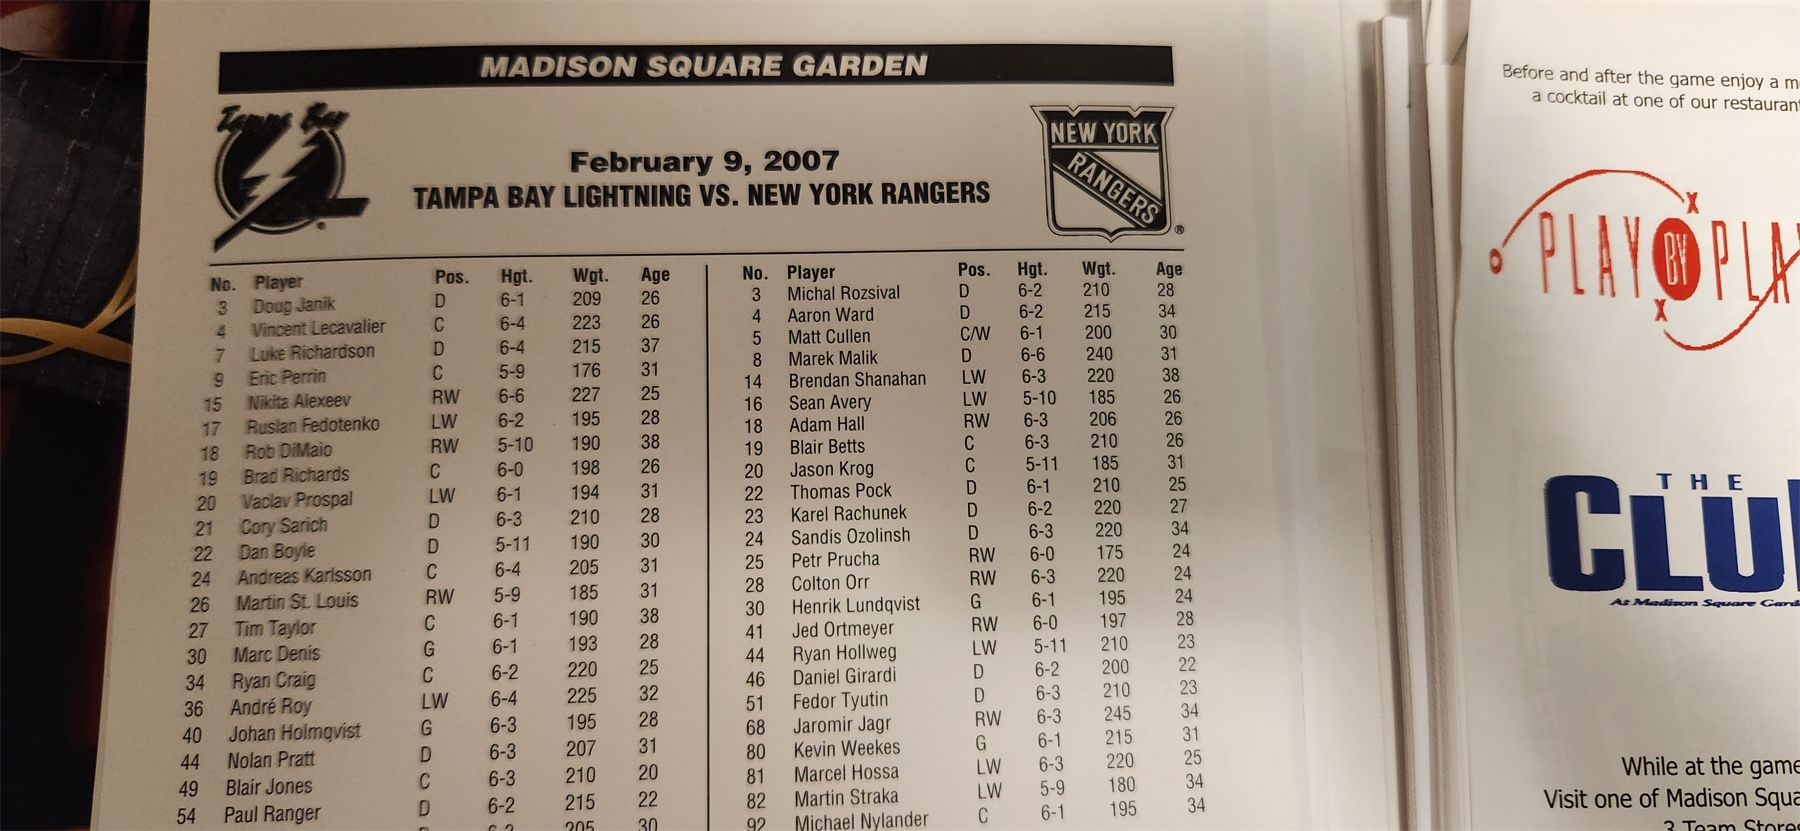 MADISON SQUARE GARDEN
Tampa Bay
NEW YORK
RANGERS
®
February 9, 2007
TAMPA BAY LIGHTNING VS. NEW YORK RANGERS
No. Player Pos. Hgt. Wgt. Age
3 Doug Janik D 6-1 209 26
4 Vincent Lecavalier C 6-4 223 26
7 Luke Richardson D 6-4 215 37
9 Eric Perrin C 5-9 176 31
15 Nikita Alexeev RW 6-6 227 25
17 Ruslan Fedotenko LW 6-2 195 28
18 Rob DiMaio RW 5-10 190 38
19 Brad Richards C 6-0 198 26
20 Vaclav Prospal LW 6-1 194 31
21 Cory Sarich D 6-3 210 28
22 Dan Boyle D 5-11 190 30
24 Andreas Karlsson C 6-4 205 31
26 Martin St. Louis RW 5-9 185 31
27 Tim Taylor C 6-1 190 38
30 Marc Denis G 6-1 193 28
34 Ryan Craig C 6-2 220 25
36 André Roy LW 6-4 225 32
40 Johan Holmqvist G 6-3 195 28
44 Nolan Pratt D 6-3 207 31
49 Blair Jones C 6-3 210 20
54 Paul Ranger D 6-2 215 22
205 30
No. Player Pos. Hgt. Wgt. Age
3 Michal Rozsival D 6-2 210 28
4 Aaron Ward D 6-2 215 34
5 Matt Cullen C/W 6-1 200 30
8 Marek Malik D 6-6 240 31
14 Brendan Shanahan LW 6-3 220 38
16 Sean Avery LW 5-10 185 26
18 Adam Hall RW 6-3 206 26
19 Blair Betts C 6-3 210 26
20 Jason Krog C 5-11 185 31
22 Thomas Pock D 6-1 210 25
23 Karel Rachunek D 6-2 220 27
24 Sandis Ozolinsh D 6-3 220 34
25 Petr Prucha RW 6-0 175 24
28 Colton Orr RW 6-3 220 24
30 Henrik Lundqvist G 6-1 195 24
41 Jed Ortmeyer RW 6-0 197 28
44 Ryan Hollweg LW 5-11 210 23
46 Daniel Girardi D 6-2 200 22
51 Fedor Tyutin D 6-3 210 23
68 Jaromir Jagr RW 6-3 245 34
80 Kevin Weekes G 6-1 215 31
81 Marcel Hossa LW 6-3 220 25
82 Martin Straka LW 5-9 180 34
92 Michael Nylander C 6-1 195 34
Before and after the game enjoy a m
a cocktail at one of our restaurant
PLAY BY PLA
THE
CLU
At Madison Square Gard
While at the game
Visit one of Madison Squa
3 Team Stores